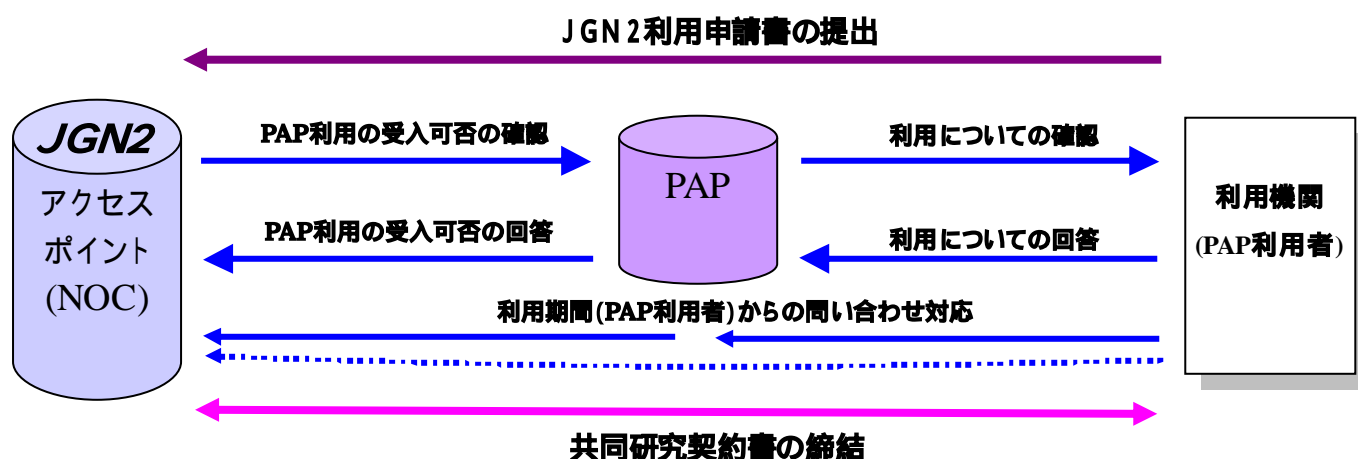 JGN2利用申請書の提出
JGN2
アクセス
ポイント
(NOC)
PAP利用の受入可否の確認
PAP
利用についての確認
利用機関
(PAP利用者)
PAP利用の受入可否の回答
利用についての回答
利用期間(PAP利用者)からの問い合わせ対応
共同研究契約書の締結